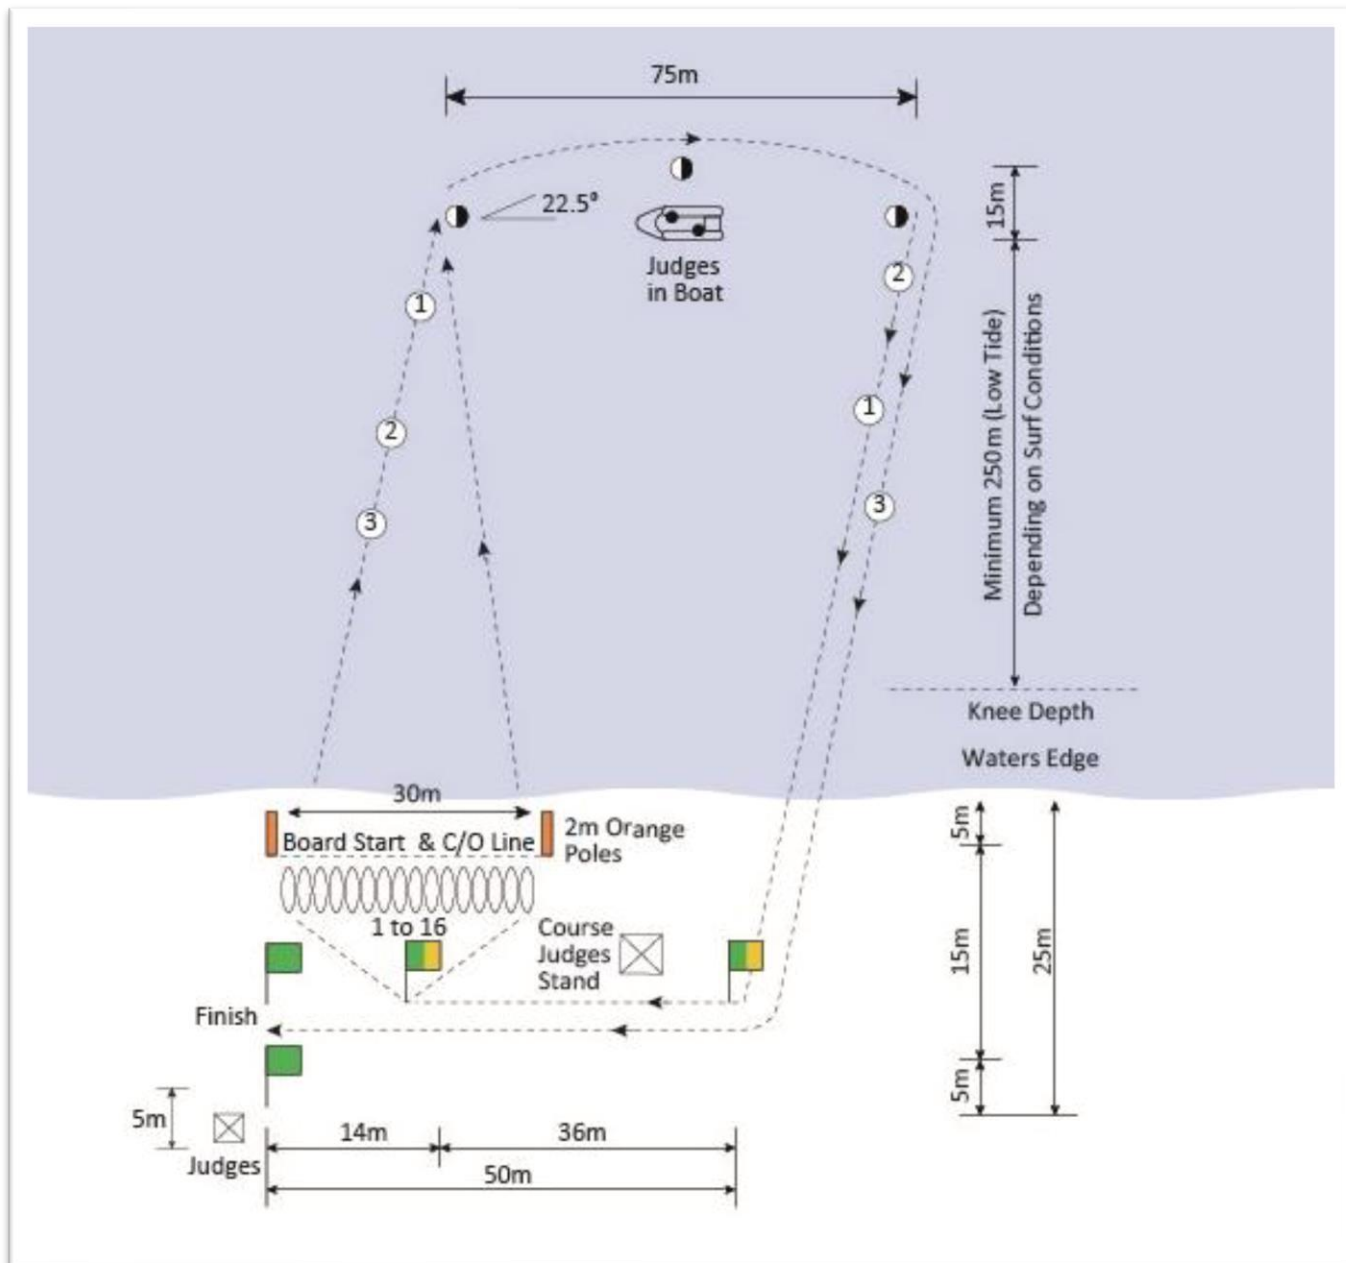 75m
22.5°
15m
Judges
in Boat
2
1
1
2
3
3
Minimum 250m (Low Tide)
Depending on Surf Conditions
Knee Depth
Waters Edge
30m
Board Start & C/O Line
2m Orange
Poles
5m
1 to 16
Course
Judges
Stand
15m
25m
Finish
5m
5m
Judges
14m
36m
50m